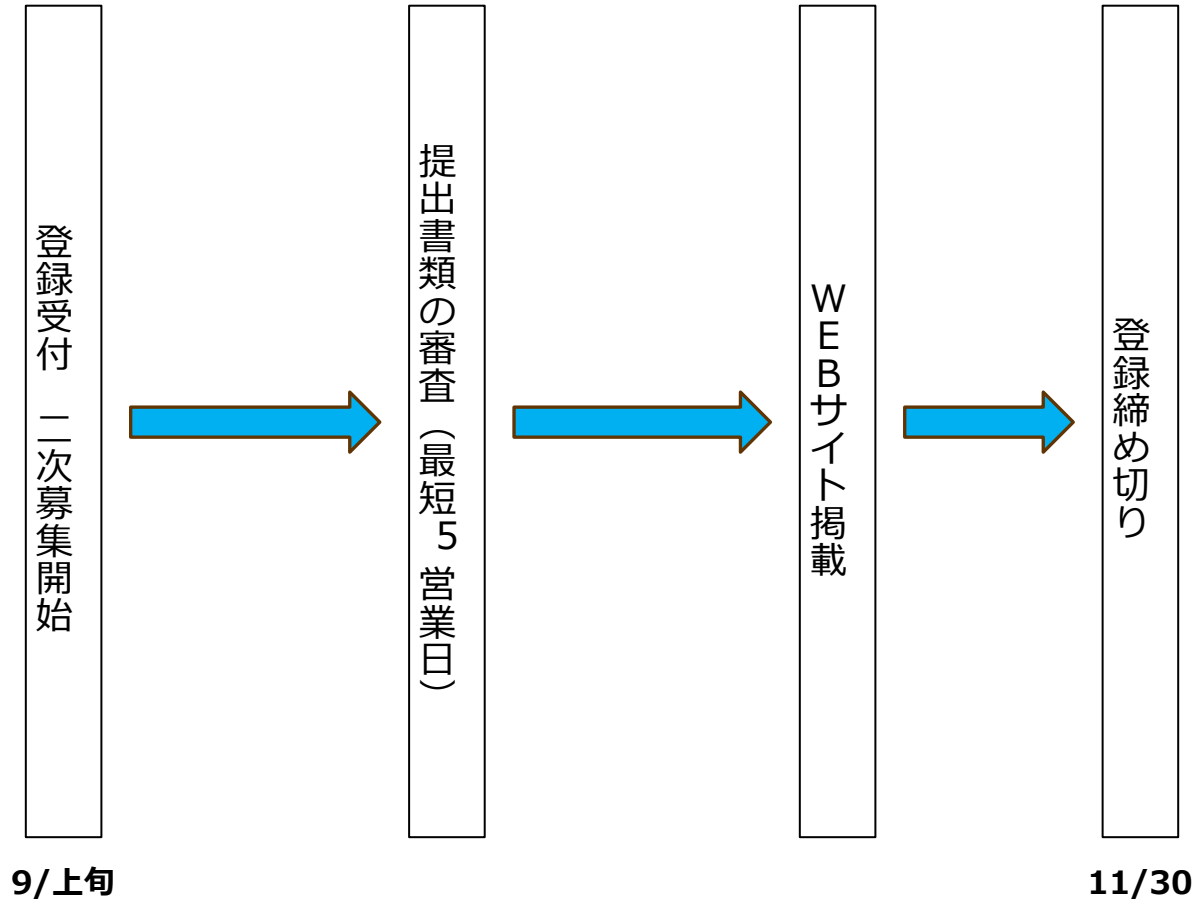 登録受付　二次募集開始
提出書類の審査（最短５営業日）
ＷＥＢサイト掲載
登録締め切り
9/上旬
11/30